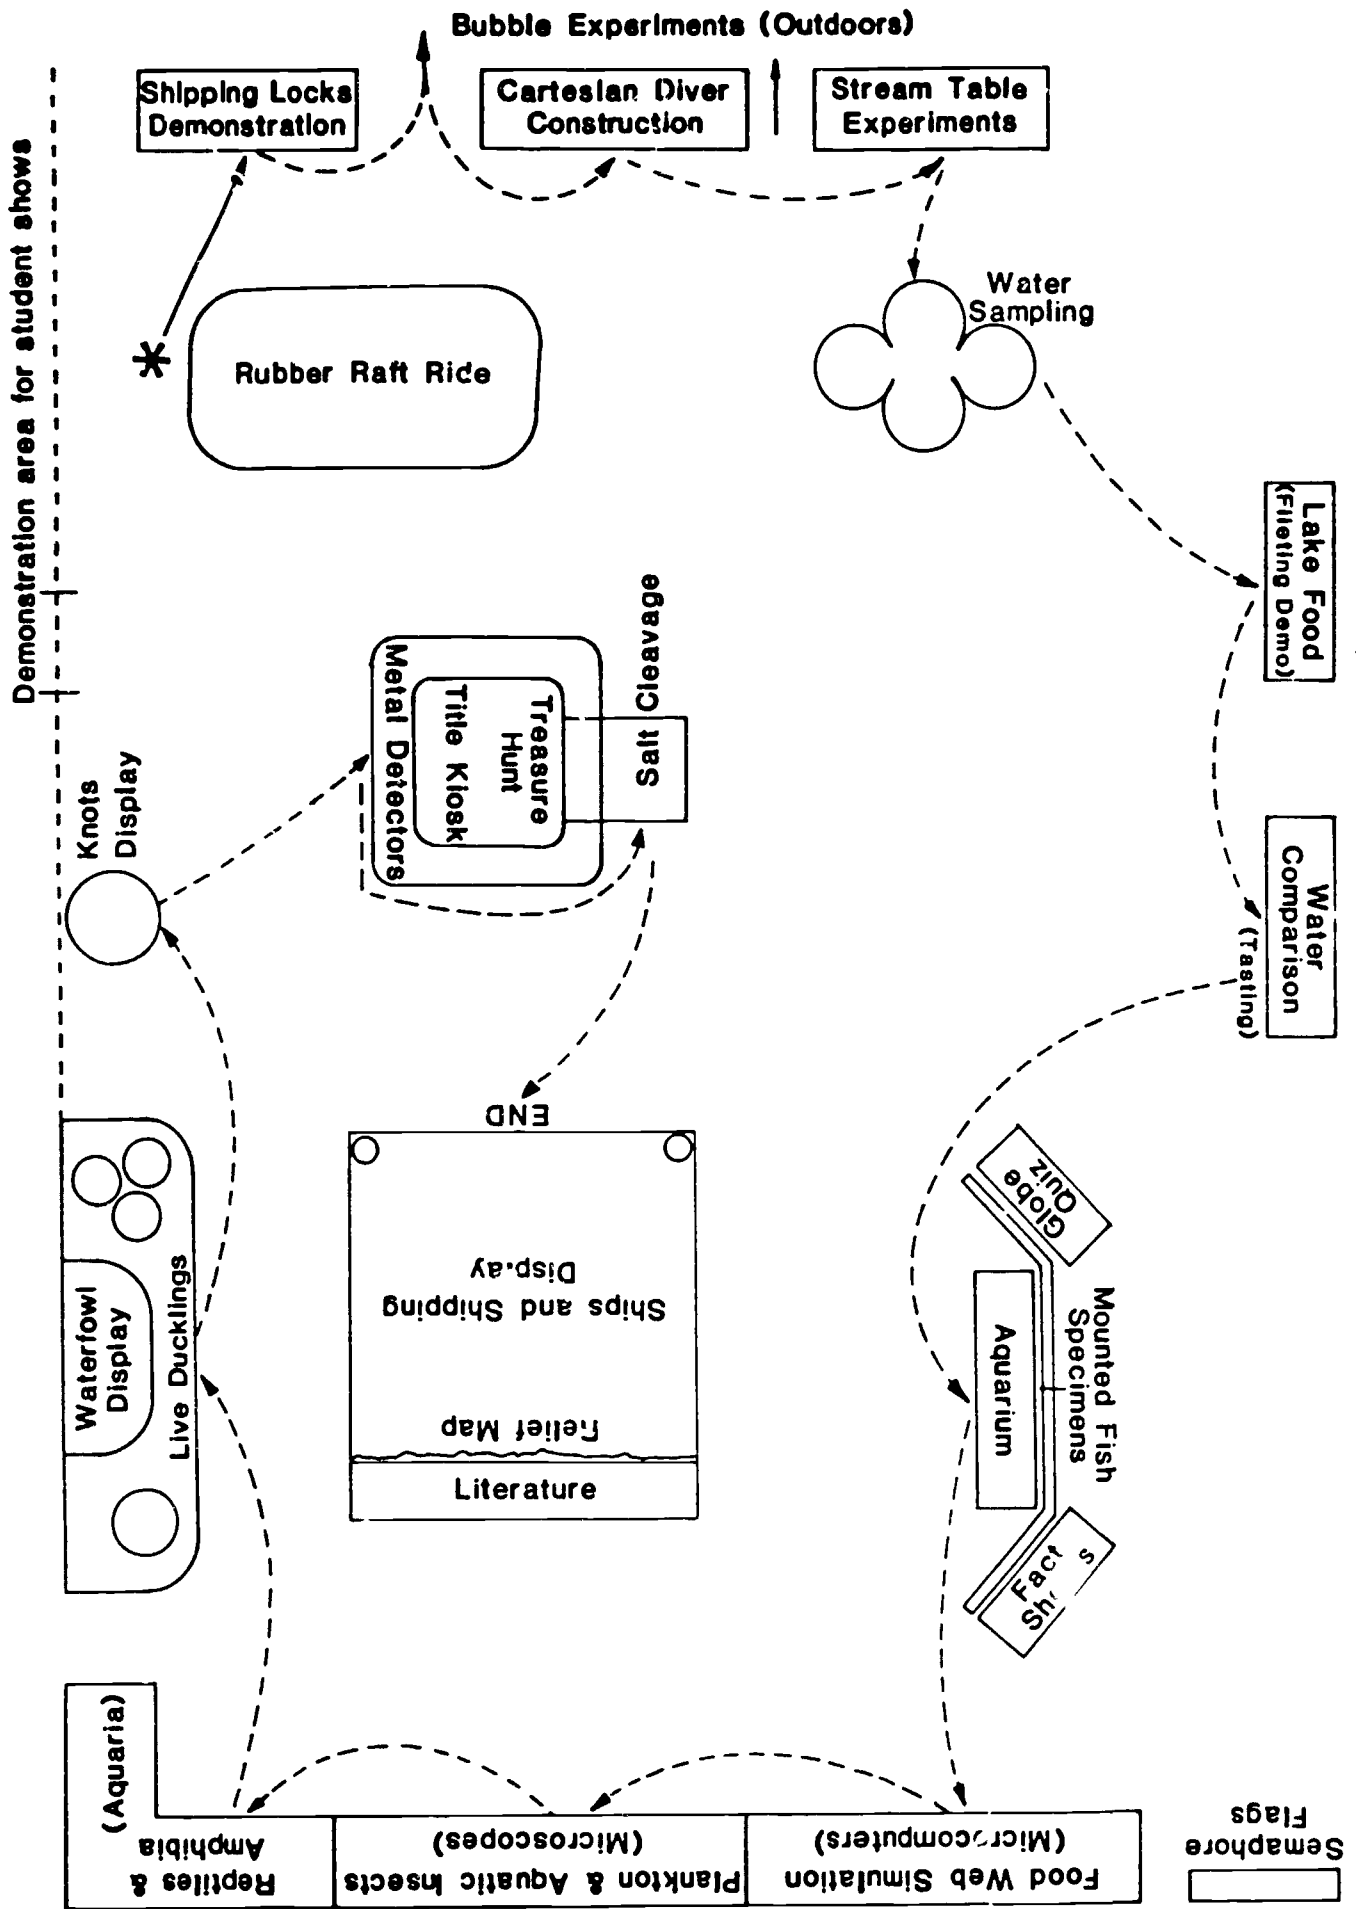 Bubble Experiments (Outdoors)
Shipping Locks
Demonstration
Cartesian Diver
Construction
Stream Table
Experiments
Demonstration area for student shows
Rubber Raft Ride
Water
Sampling
Lake Food
(Fileting Demo)
Salt Cleavage
Metal Detectors
Title Kiosk
Treasure
Hunt
Knots
Display
Water
Comparison
(Tasting)
END
Globe
Quiz
Ships and Shipping
Waterfowl
Display
Live Ducklings
Aquarium
Mounted Fish
Specimens
Relief Map
Literature
Fact
(Aquaria)
Reptiles &
Amphibia
Plankton & Aquatic Insects
(Microscopes)
Food Web Simulation
(Microcomputers)
Semaphore
Flags